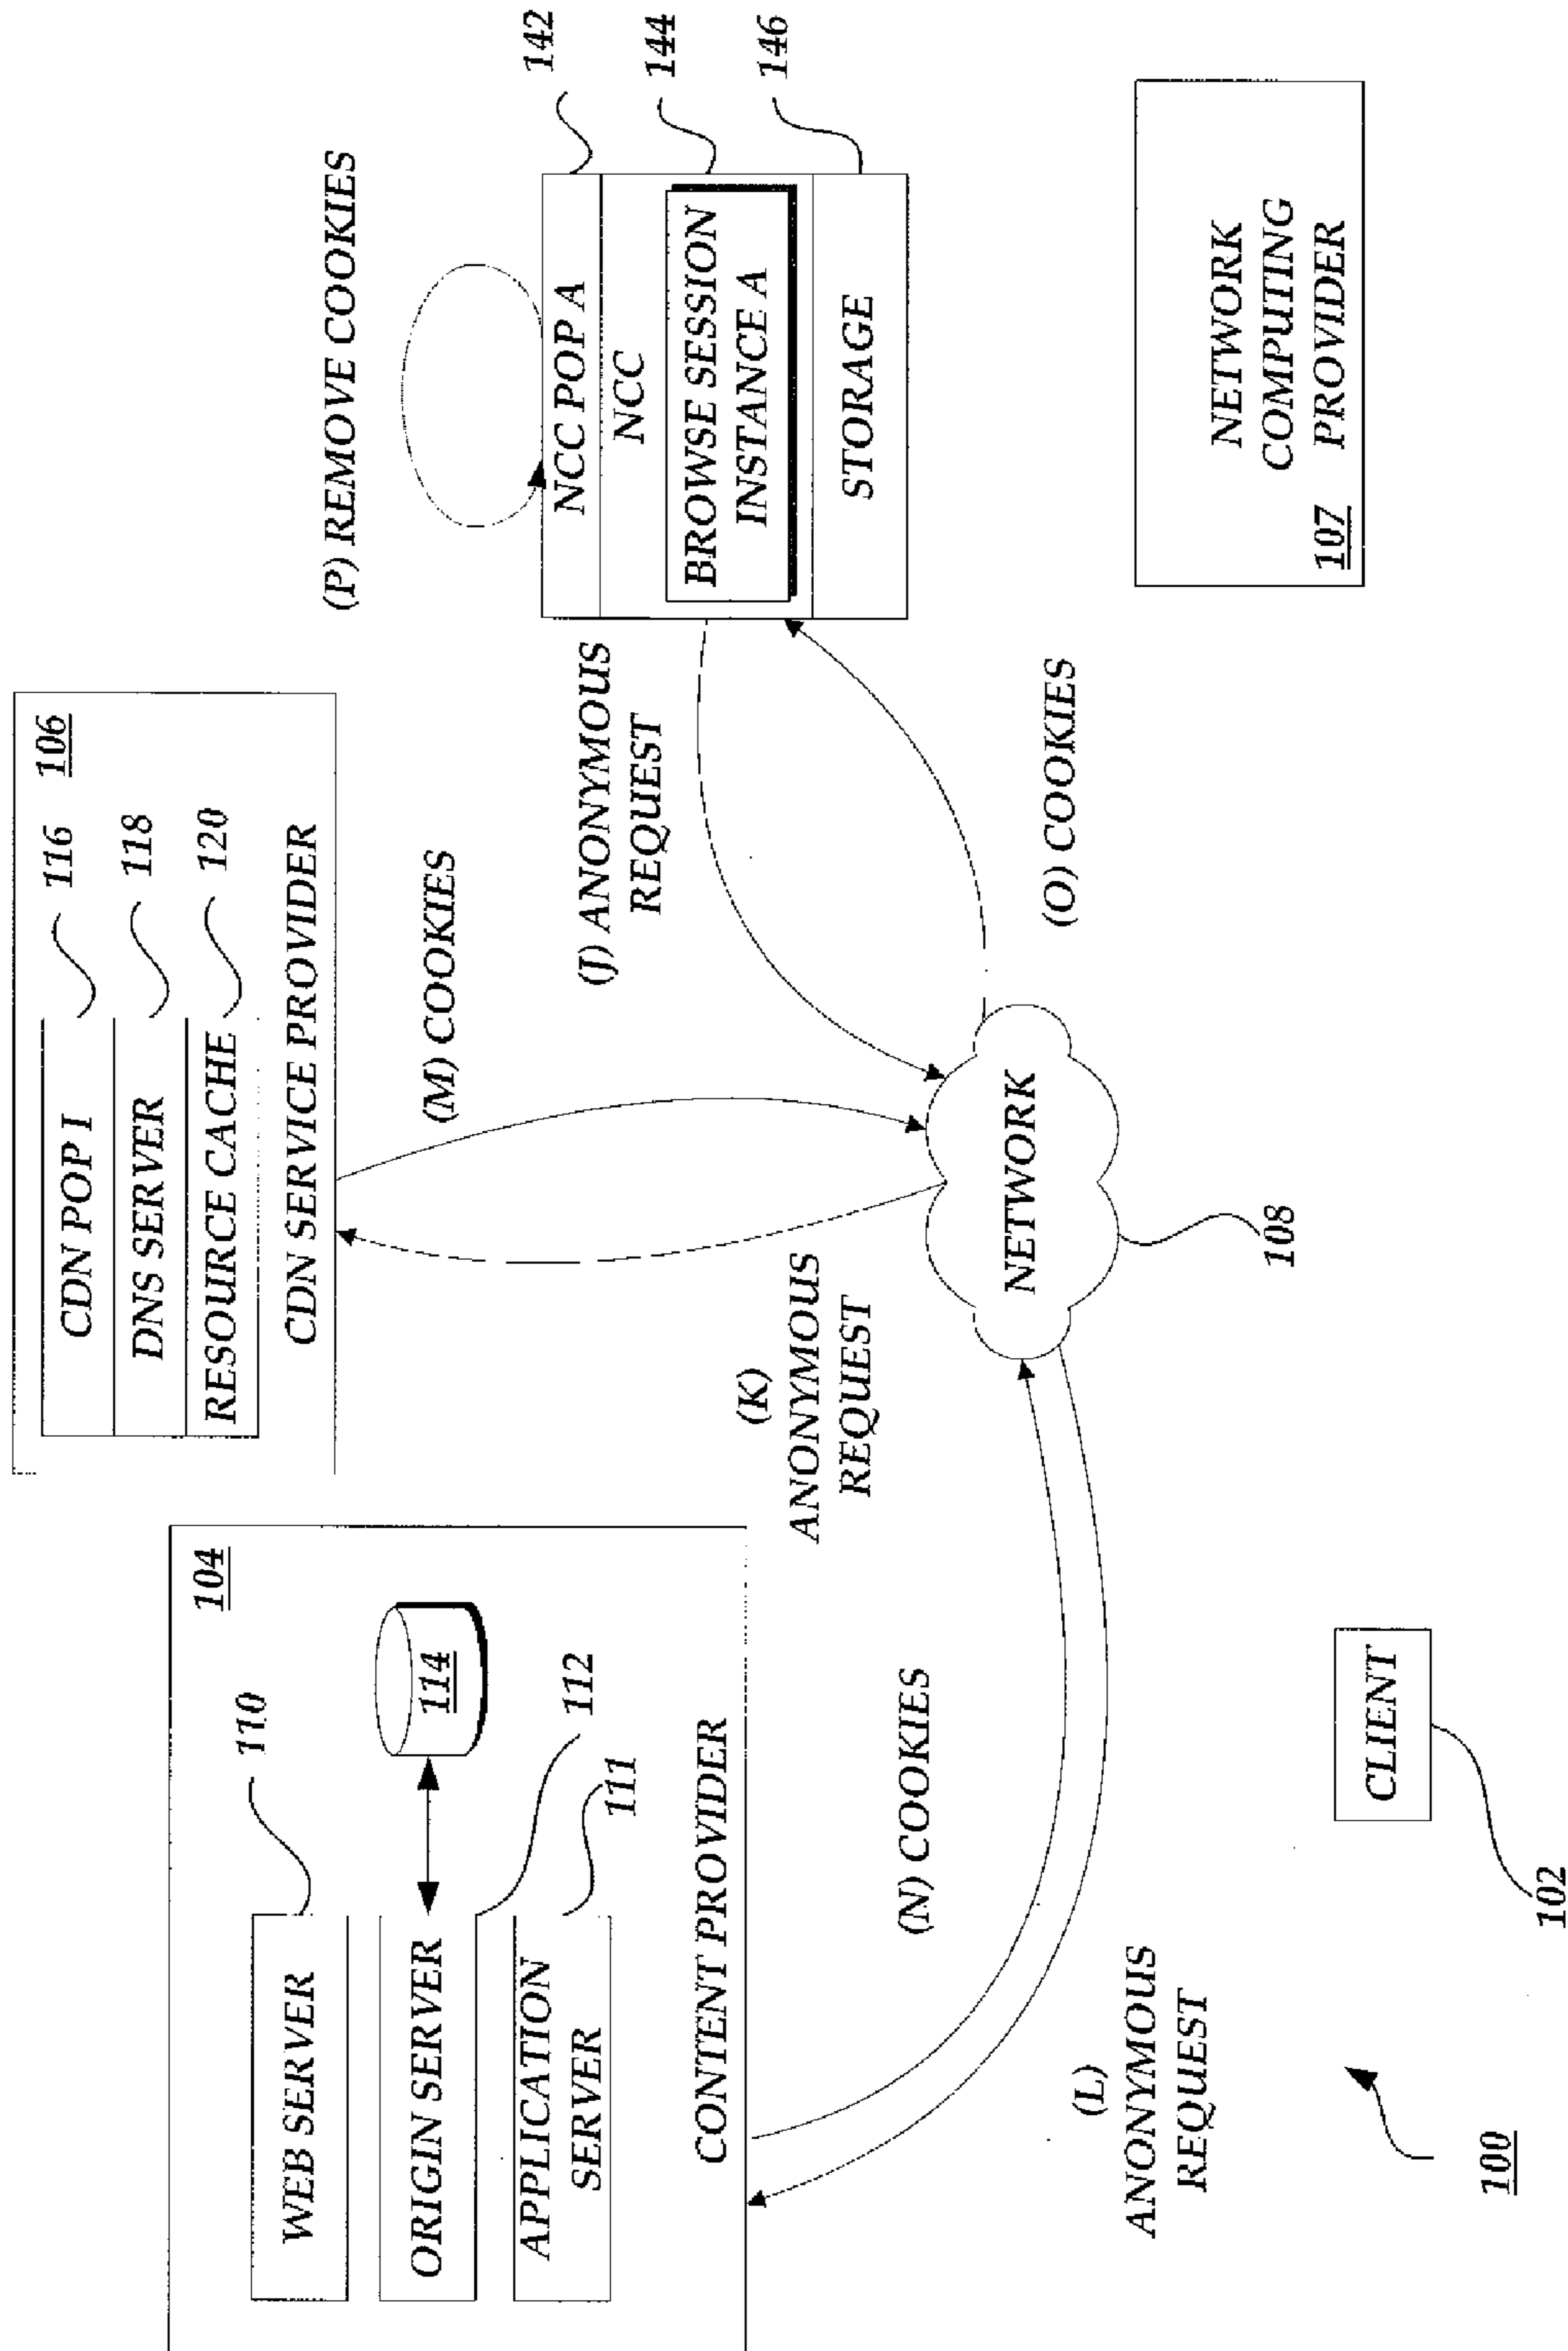 104
110
WEB SERVER
ORIGIN SERVER
114
112
APPLICATION
SERVER
111
CONTENT PROVIDER
106
CDN POP 1
116
DNS SERVER
118
RESOURCE CACHE
120
CDN SERVICE PROVIDER
(P) REMOVE COOKIES
NCC POP A
142
NCC
144
BROWSE SESSION
INSTANCE A
STORAGE
146
(M) COOKIES
(J) ANONYMOUS
REQUEST
(K)
ANONYMOUS
REQUEST
(O) COOKIES
NETWORK
108
(N) COOKIES
(L)
ANONYMOUS
REQUEST
CLIENT
102
NETWORK
COMPUTING
107 PROVIDER
100